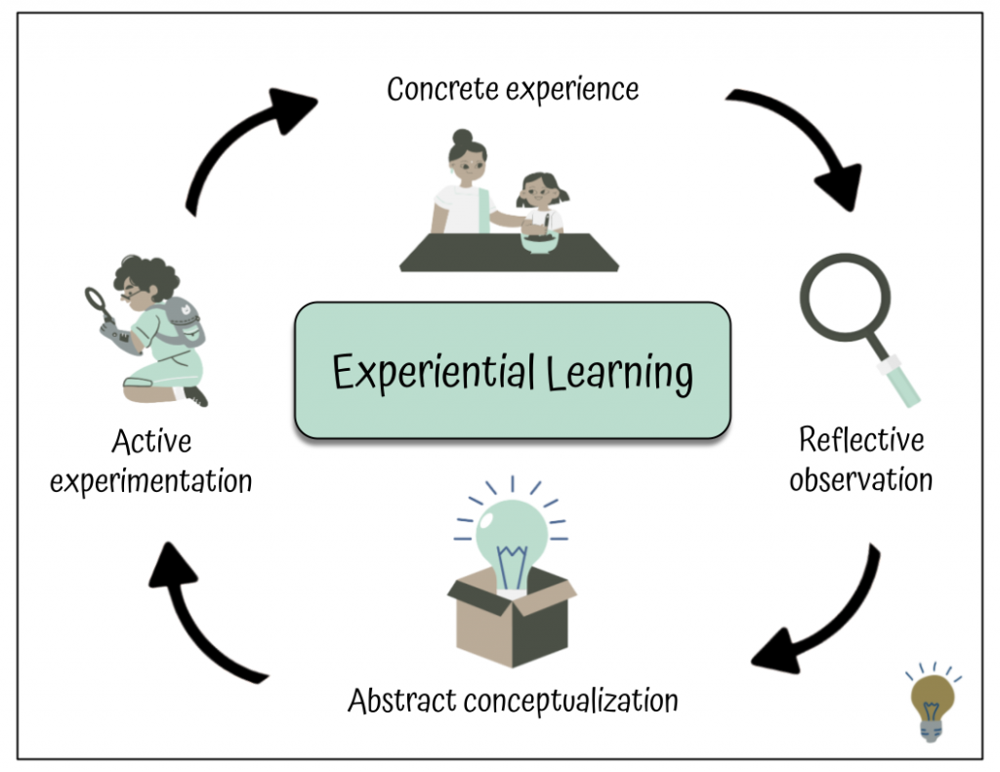 Concrete experience
Experiential Learning
Active
experimentation
Reflective
observation
Abstract conceptualization